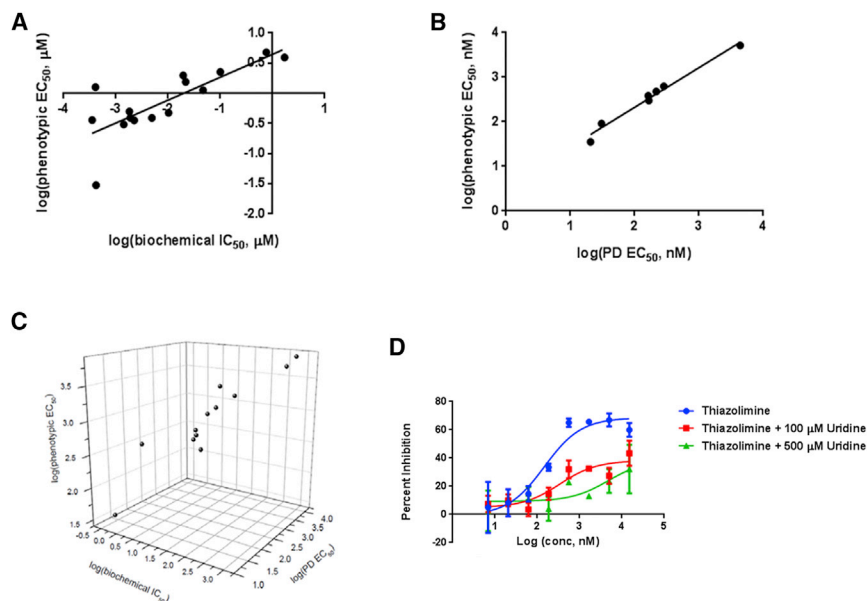 A
log(phenotypic EC50, μM)
1.0
0.5
0.0
-0.5
-1.0
-1.5
-2.0
-4 -3 -2 -1 0 1
log(biochemical IC50, μM)
B
log(phenotypic EC50, nM)
4
3
2
1
0
0 1 2 3 4
log(PD EC50, nM)
C
log(phenotypic EC50)
3.5
3.0
2.5
2.0
1.5
-0.5 0.0 0.5 1.0 1.5 2.0 2.5 3.0
log(biochemical IC50)
1.0 1.5 2.0 2.5 3.0 3.5 4.0
log(PD EC50)
D
Percent Inhibition
80
60
40
20
0
-20
0 1 2 3 4 5
Log (conc, nM)
Thiazolimine
Thiazolimine + 100 μM Uridine
Thiazolimine + 500 μM Uridine